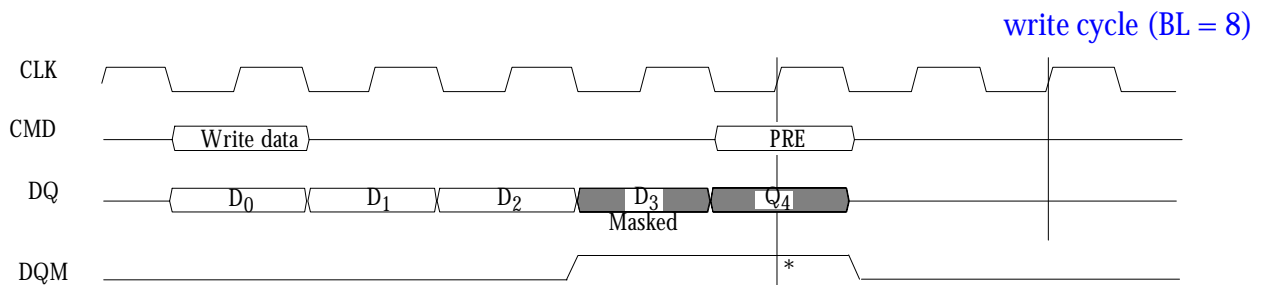 write cycle (BL = 8)
CLK
CMD Write data PRE
DQ D0 D1 D2 D3 Q4
Masked
DQM *